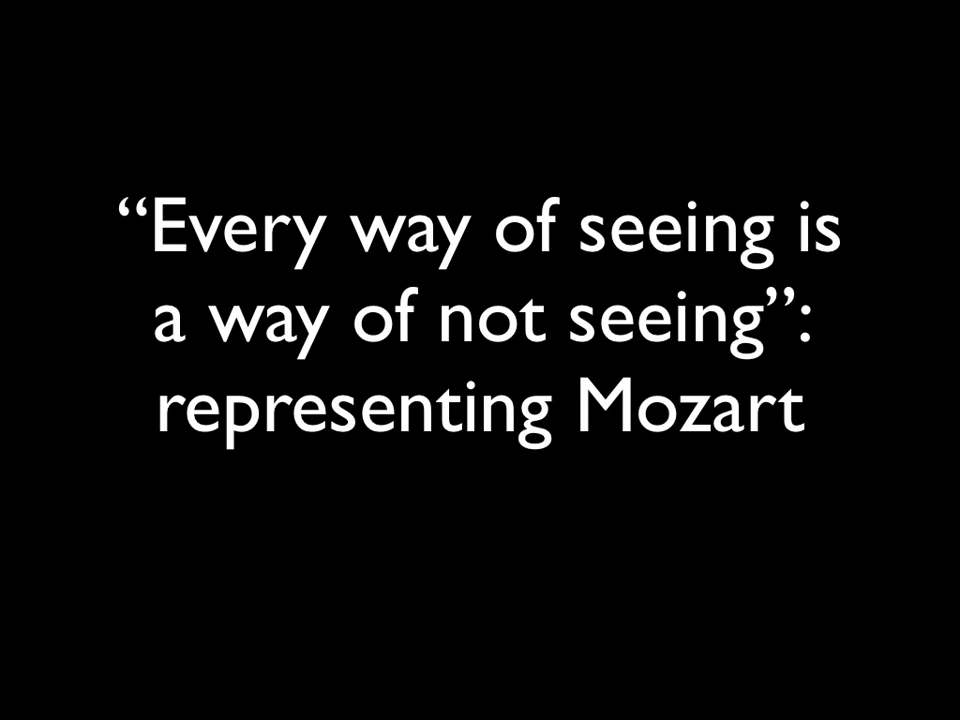 “Every way of seeing is
a way of not seeing”:
representing Mozart